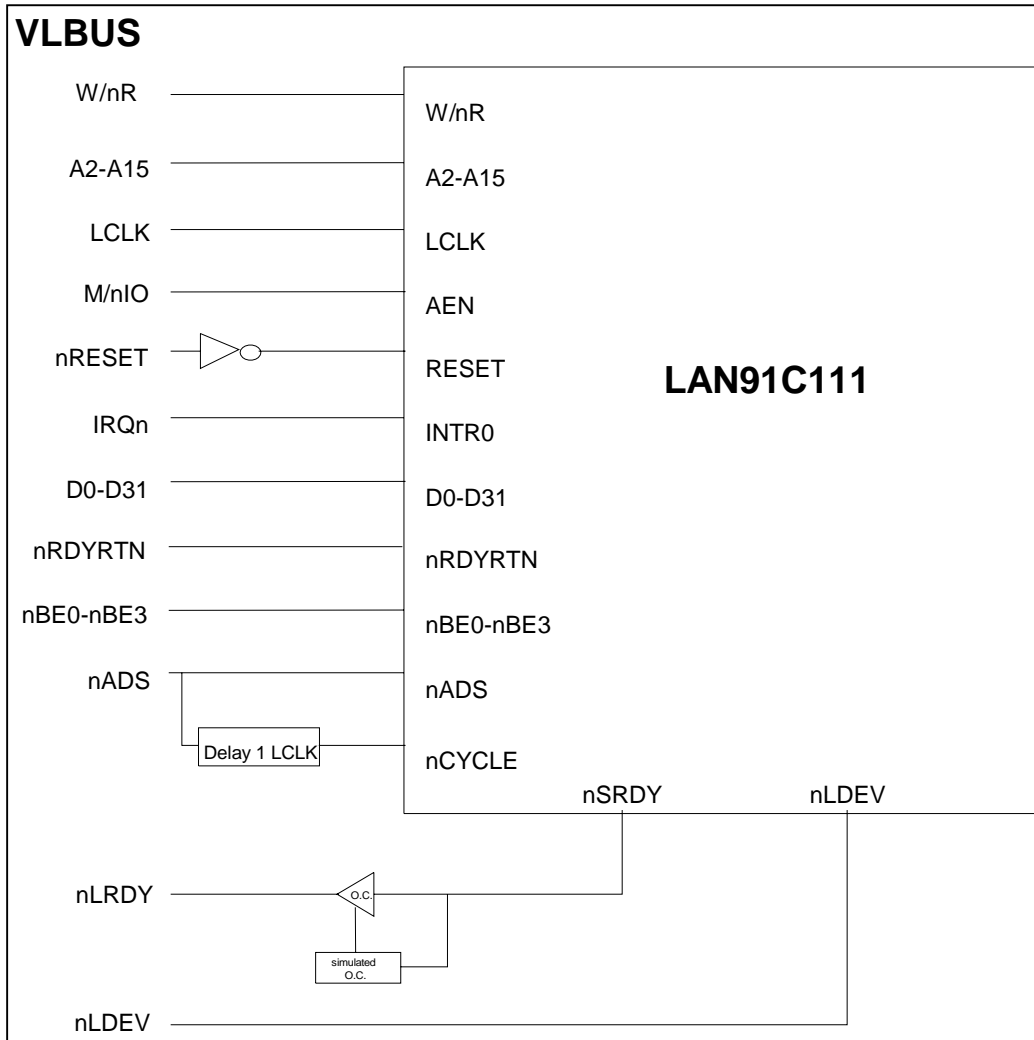 VLBUS
W/nR
W/nR
A2-A15
A2-A15
LCLK
LCLK
M/nIO
AEN
nRESET
RESET
LAN91C111
IRQn
INTR0
D0-D31
D0-D31
nRDYRTN
nRDYRTN
nBE0-nBE3
nBE0-nBE3
nADS
nADS
Delay 1 LCLK
nCYCLE
nSRDY
nLDEV
nLRDY
O.C.
simulated
O.C.
nLDEV